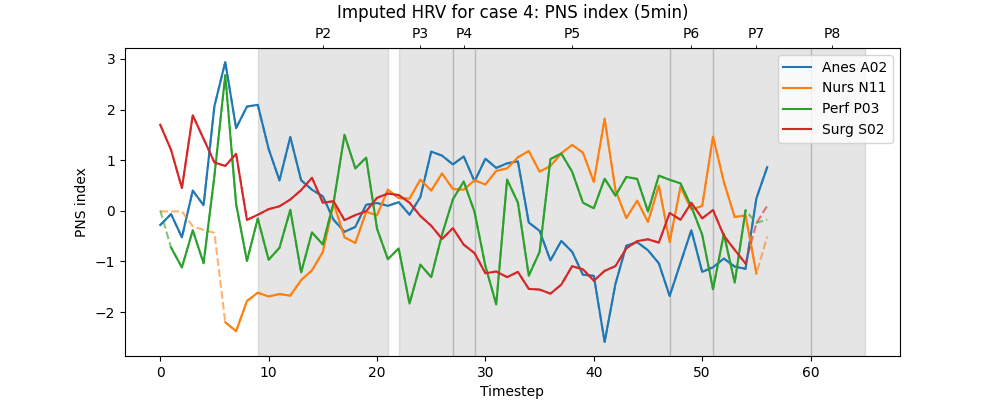 Imputed HRV for case 4: PNS index (5min)
P2 P3 P4 P5 P6 P7 P8
Anes A02
Nurs N11
Perf P03
Surg S02
PNS index
3
2
1
0
−1
−2
0 10 20 30 40 50 60
Timestep